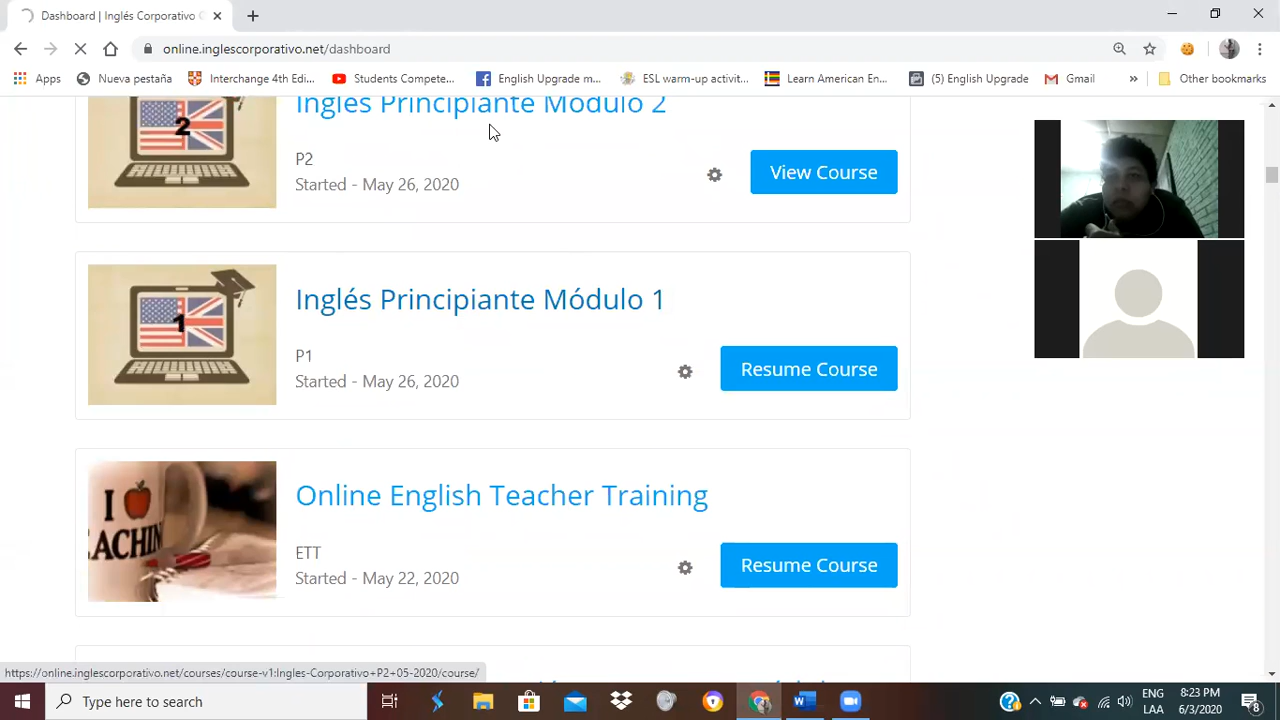 Dashboard | Inglés Corporativo
online.inglescorporativo.net/dashboard
Apps
Nueva pestaña
Interchange 4th Edi...
Students Compete...
English Upgrade m...
ESL warm-up activit...
Learn American En...
(5) English Upgrade
Gmail
»
Other bookmarks
2
Inglés Principiante Módulo 2
P2
Started - May 26, 2020
View Course
1
Inglés Principiante Módulo 1
P1
Started - May 26, 2020
Resume Course
I
EACHIN
Online English Teacher Training
ETT
Started - May 22, 2020
Resume Course
https://online.inglescorporativo.net/courses/course-v1:Ingles-Corporativo+P2+05-2020/course/
Type here to search
ENG
LAA
8:23 PM
6/3/2020
8